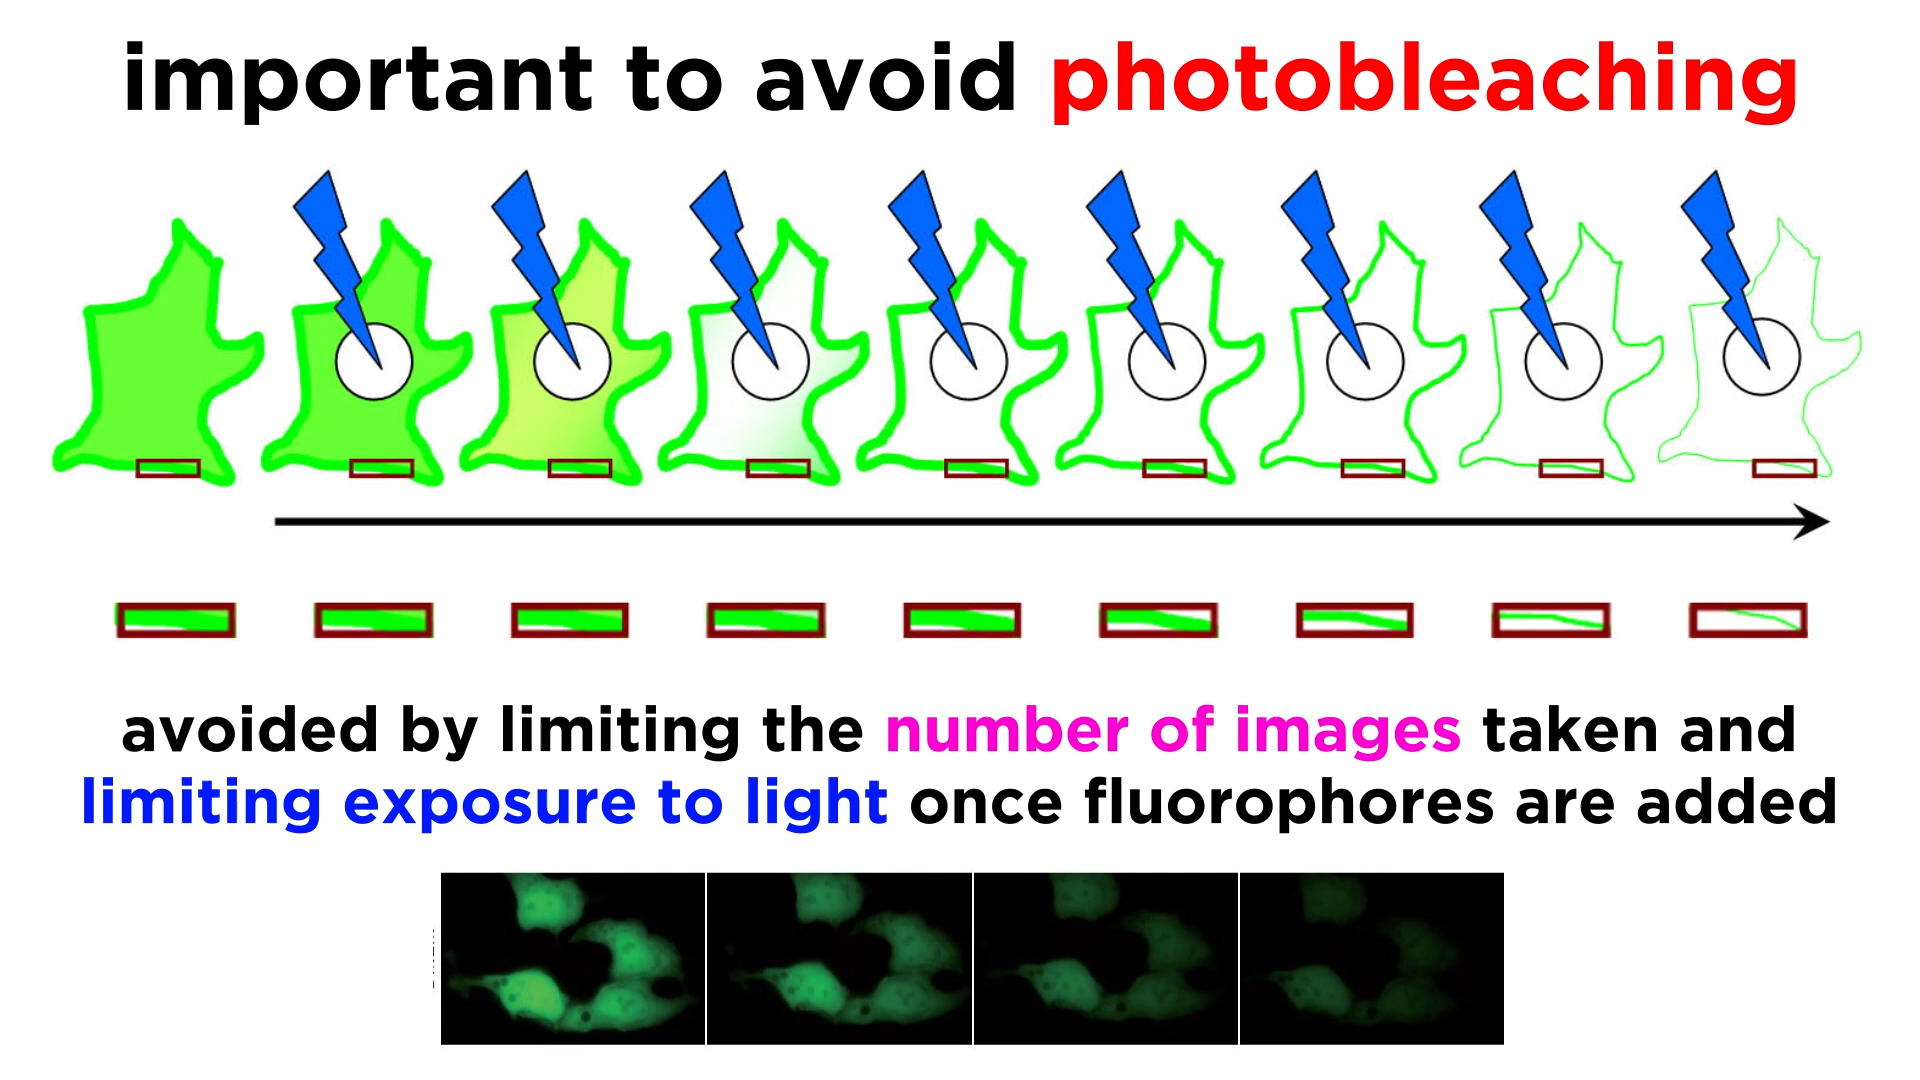 important to avoid photobleaching
avoided by limiting the number of images taken and
limiting exposure to light once fluorophores are added